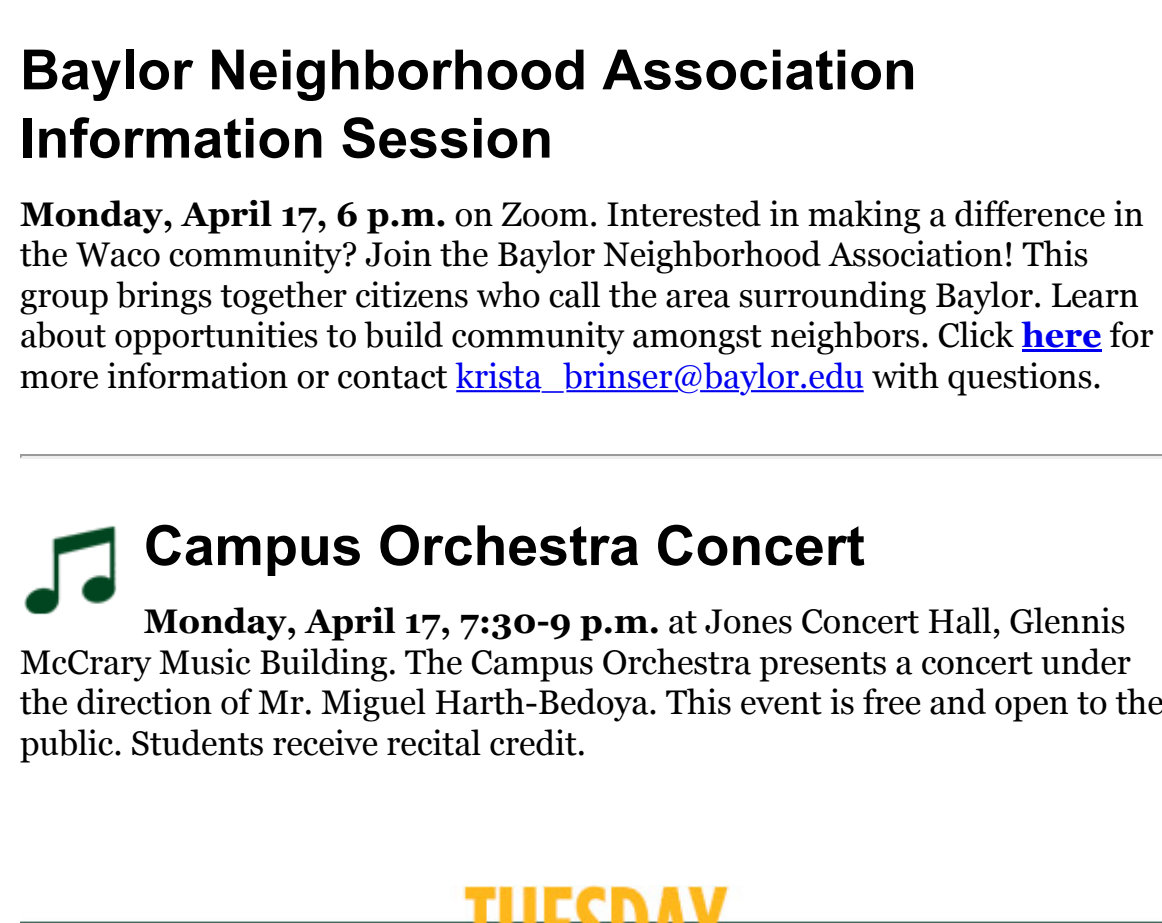 Baylor Neighborhood Association
Information Session
Monday, April 17, 6 p.m. on Zoom. Interested in making a difference in
the Waco community? Join the Baylor Neighborhood Association! This
group brings together citizens who call the area surrounding Baylor. Learn
about opportunities to build community amongst neighbors. Click here for
more information or contact krista_brinser@baylor.edu with questions.
Campus Orchestra Concert
Monday, April 17, 7:30-9 p.m. at Jones Concert Hall, Glennis
McCrary Music Building. The Campus Orchestra presents a concert under
the direction of Mr. Miguel Harth-Bedoya. This event is free and open to the
public. Students receive recital credit.
TUESDAY